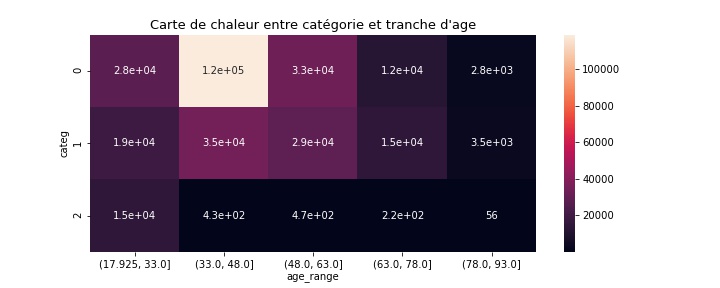 Carte de chaleur entre catégorie et tranche d'age
categ
0
2.8e+04 1.2e+05 3.3e+04 1.2e+04 2.8e+03
1
1.9e+04 3.5e+04 2.9e+04 1.5e+04 3.5e+03
2
1.5e+04 4.3e+02 4.7e+02 2.2e+02 56
(17.925, 33.0] (33.0, 48.0] (48.0, 63.0] (63.0, 78.0] (78.0, 93.0]
age_range
100000
80000
60000
40000
20000